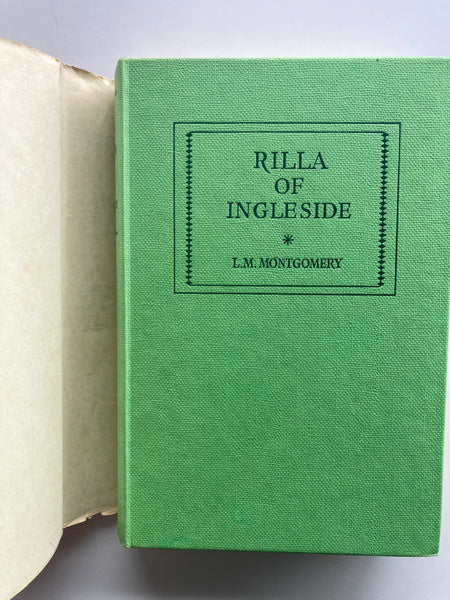 RILLA
OF
INGLESIDE
*
L.M. MONTGOMERY